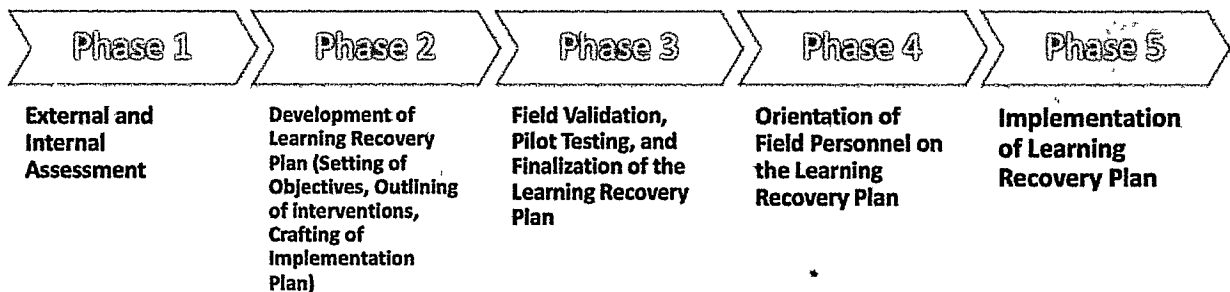 Phase 1
Phase 2
Phase 3
Phase 4
Phase 5
External and
Internal
Assessment
Development of
Learning Recovery
Plan (Setting of
Objectives, Outlining
of interventions,
Crafting of
Implementation
Plan)
Field Validation,
Pilot Testing, and
Finalization of the
Learning Recovery
Plan
Orientation of
Field Personnel on
the Learning
Recovery Plan
Implementation
of Learning
Recovery Plan